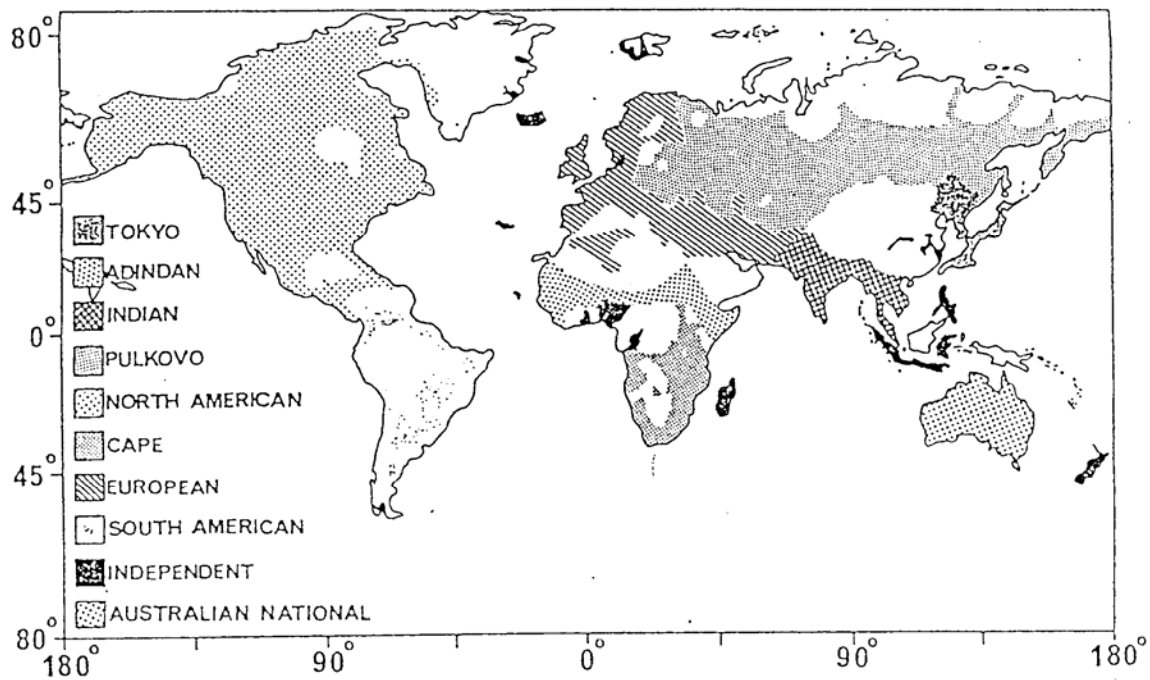 80°
45°
TOKYO
ADINDAN
INDIAN
0°
PULKOVO
NORTH AMERICAN
CAPE
45°
EUROPEAN
SOUTH AMERICAN
INDEPENDENT
AUSTRALIAN NATIONAL
80°
180° 90° 0° 90° 180°